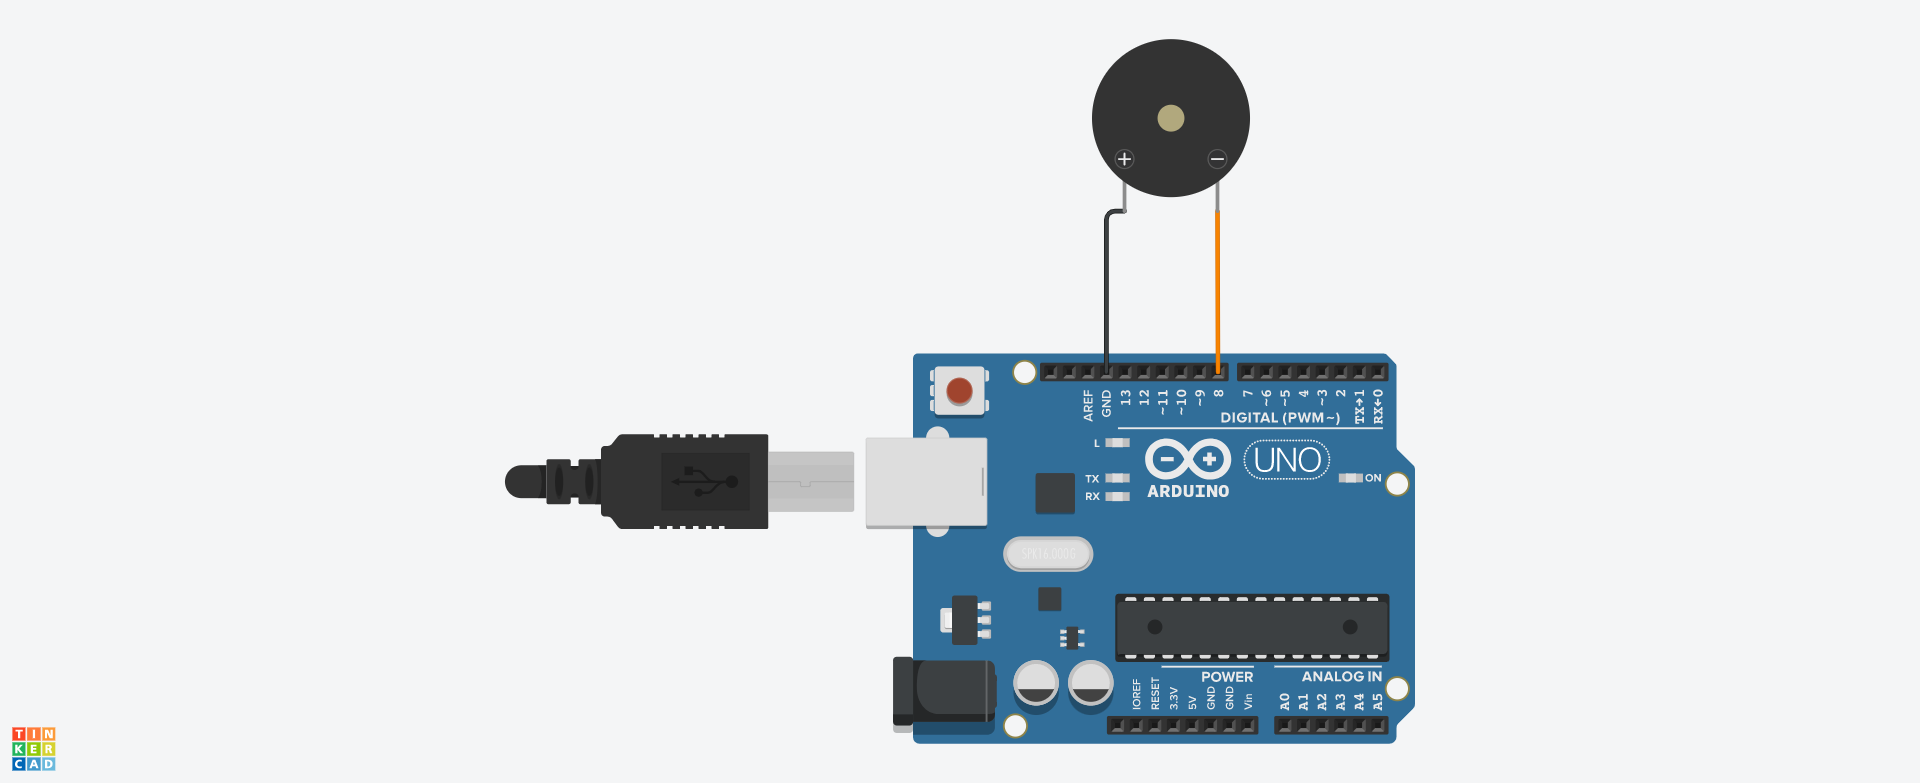 +
−
AREF
GND
13
12
~11
~10
~9
8
7
~6
~5
4
~3
2
TX→1
RX←0
DIGITAL (PWM~)
L
TX
RX
ARDUINO
UNO
ON
SPK16.000G
IOREF
RESET
3.3V
5V
GND
GND
Vin
POWER
ANALOG IN
A0
A1
A2
A3
A4
A5
TIN
KER
CAD